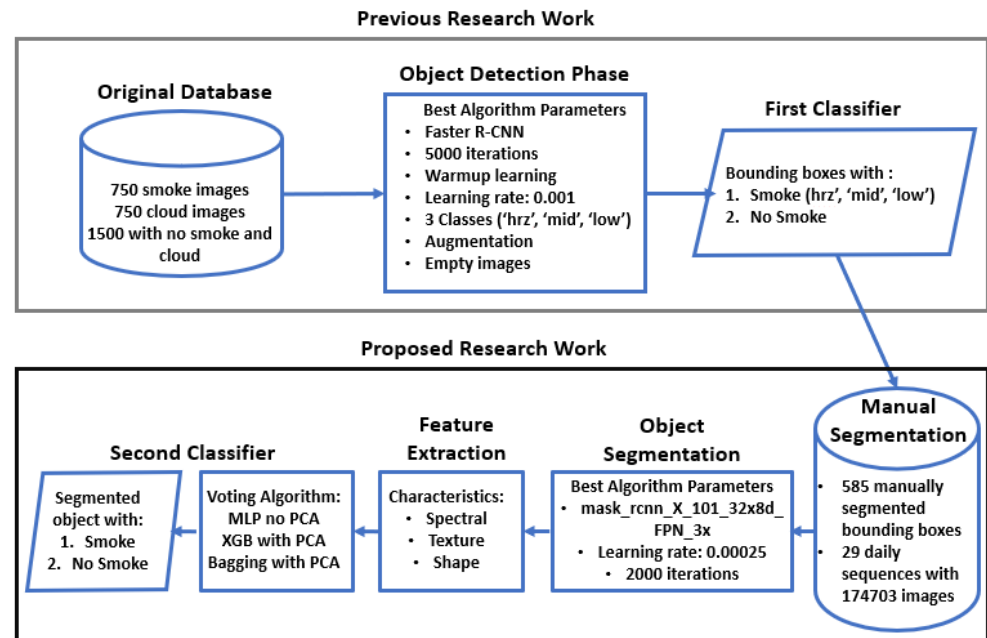 Previous Research Work
Original Database
750 smoke images
750 cloud images
1500 with no smoke and
cloud
Object Detection Phase
Best Algorithm Parameters
• Faster R-CNN
• 5000 iterations
• Warmup learning
• Learning rate: 0.001
• 3 Classes ('hrz', 'mid', 'low')
• Augmentation
• Empty images
First Classifier
Bounding boxes with :
1. Smoke (hrz', 'mid', 'low')
2. No Smoke
Proposed Research Work
Manual
Segmentation
• 585 manually
segmented
bounding boxes
• 29 daily
sequences with
174703 images
Object
Segmentation
Best Algorithm Parameters
• mask_rcnn_X_101_32x8d_
FPN_3x
• Learning rate: 0.00025
• 2000 iterations
Feature
Extraction
Characteristics:
• Spectral
• Texture
• Shape
Second Classifier
Voting Algorithm:
MLP no PCA
XGB with PCA
Bagging with PCA
Segmented
object with:
1. Smoke
2. No Smoke